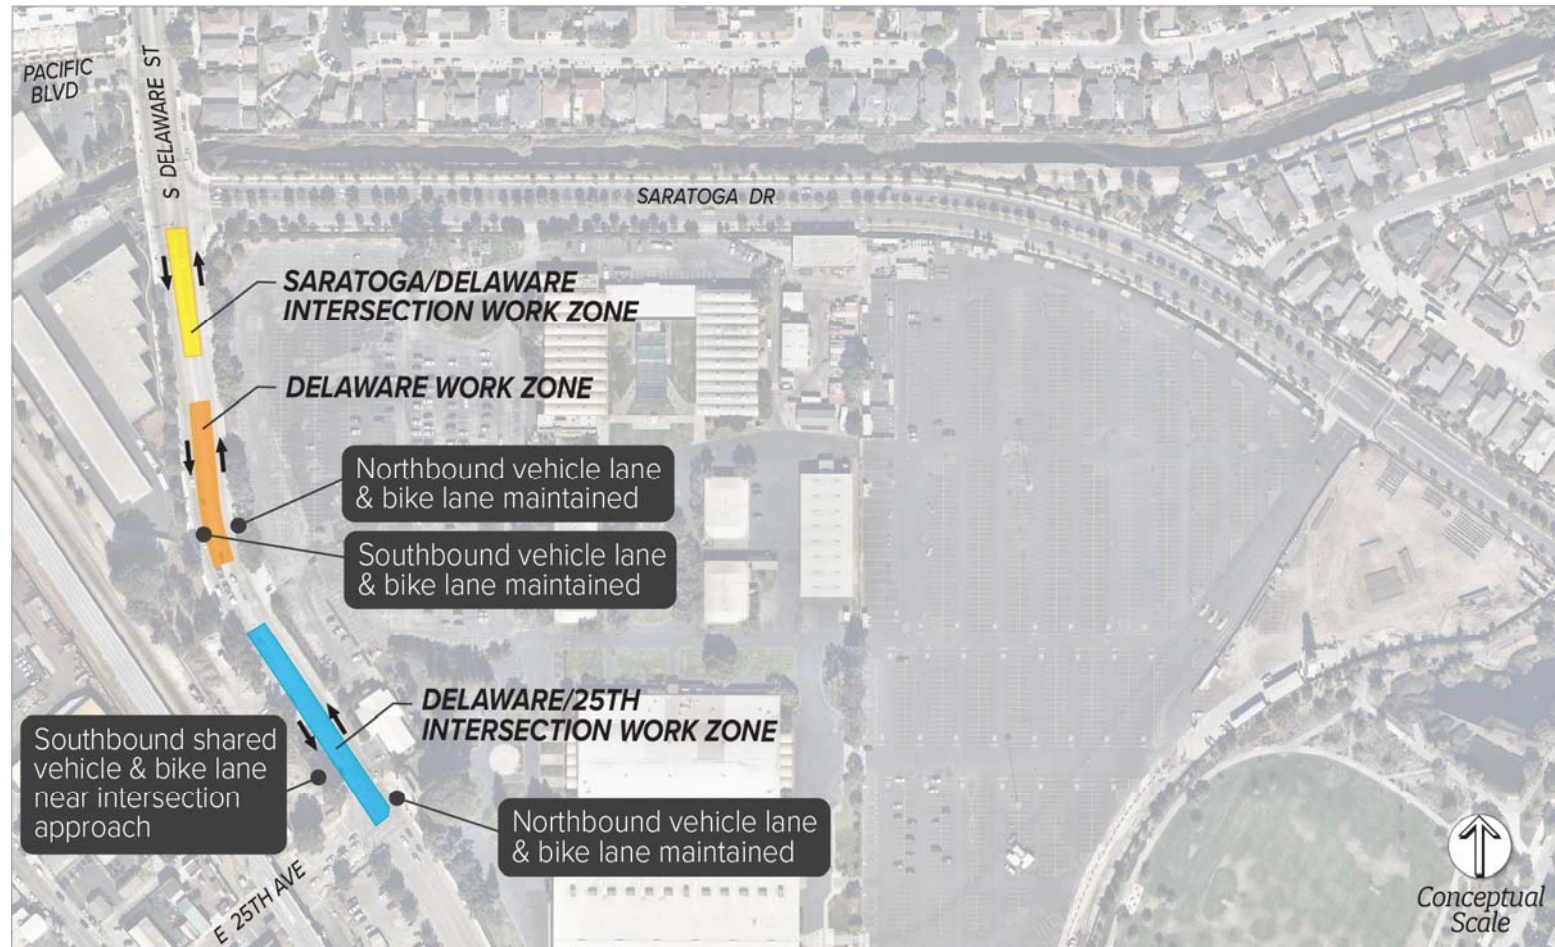 PACIFIC
BLVD
S DELAWARE ST
SARATOGA DR
SARATOGA/DELAWARE
INTERSECTION WORK ZONE
DELAWARE WORK ZONE
Northbound vehicle lane
& bike lane maintained
Southbound vehicle lane
& bike lane maintained
DELAWARE/25TH
INTERSECTION WORK ZONE
Southbound shared
vehicle & bike lane
near intersection
approach
Northbound vehicle lane
& bike lane maintained
E 25TH AVE
Conceptual
Scale